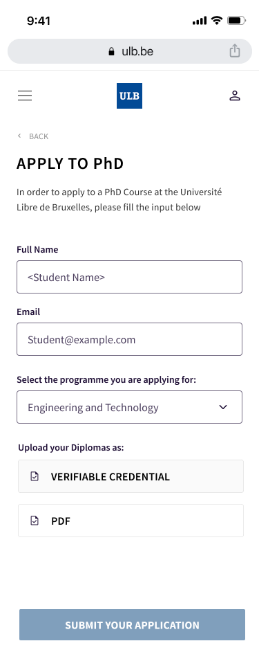 9:41
ulb.be
ULB
BACK
APPLY TO PhD
In order to apply to a PhD Course at the Université
Libre de Bruxelles, please fill the input below
Full Name
<Student Name>
Email
Student@example.com
Select the programme you are applying for:
Engineering and Technology
Upload your Diplomas as:
VERIFIABLE CREDENTIAL
PDF
SUBMIT YOUR APPLICATION